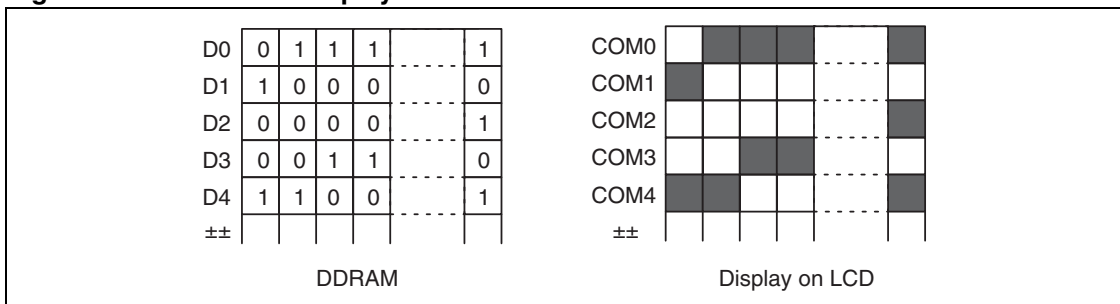 D0 0 1 1 1 1
D1 1 0 0 0 0
D2 0 0 0 0 1
D3 0 0 1 1 0
D4 1 1 0 0 1
±±
DDRAM
COM0
COM1
COM2
COM3
COM4
±±
Display on LCD